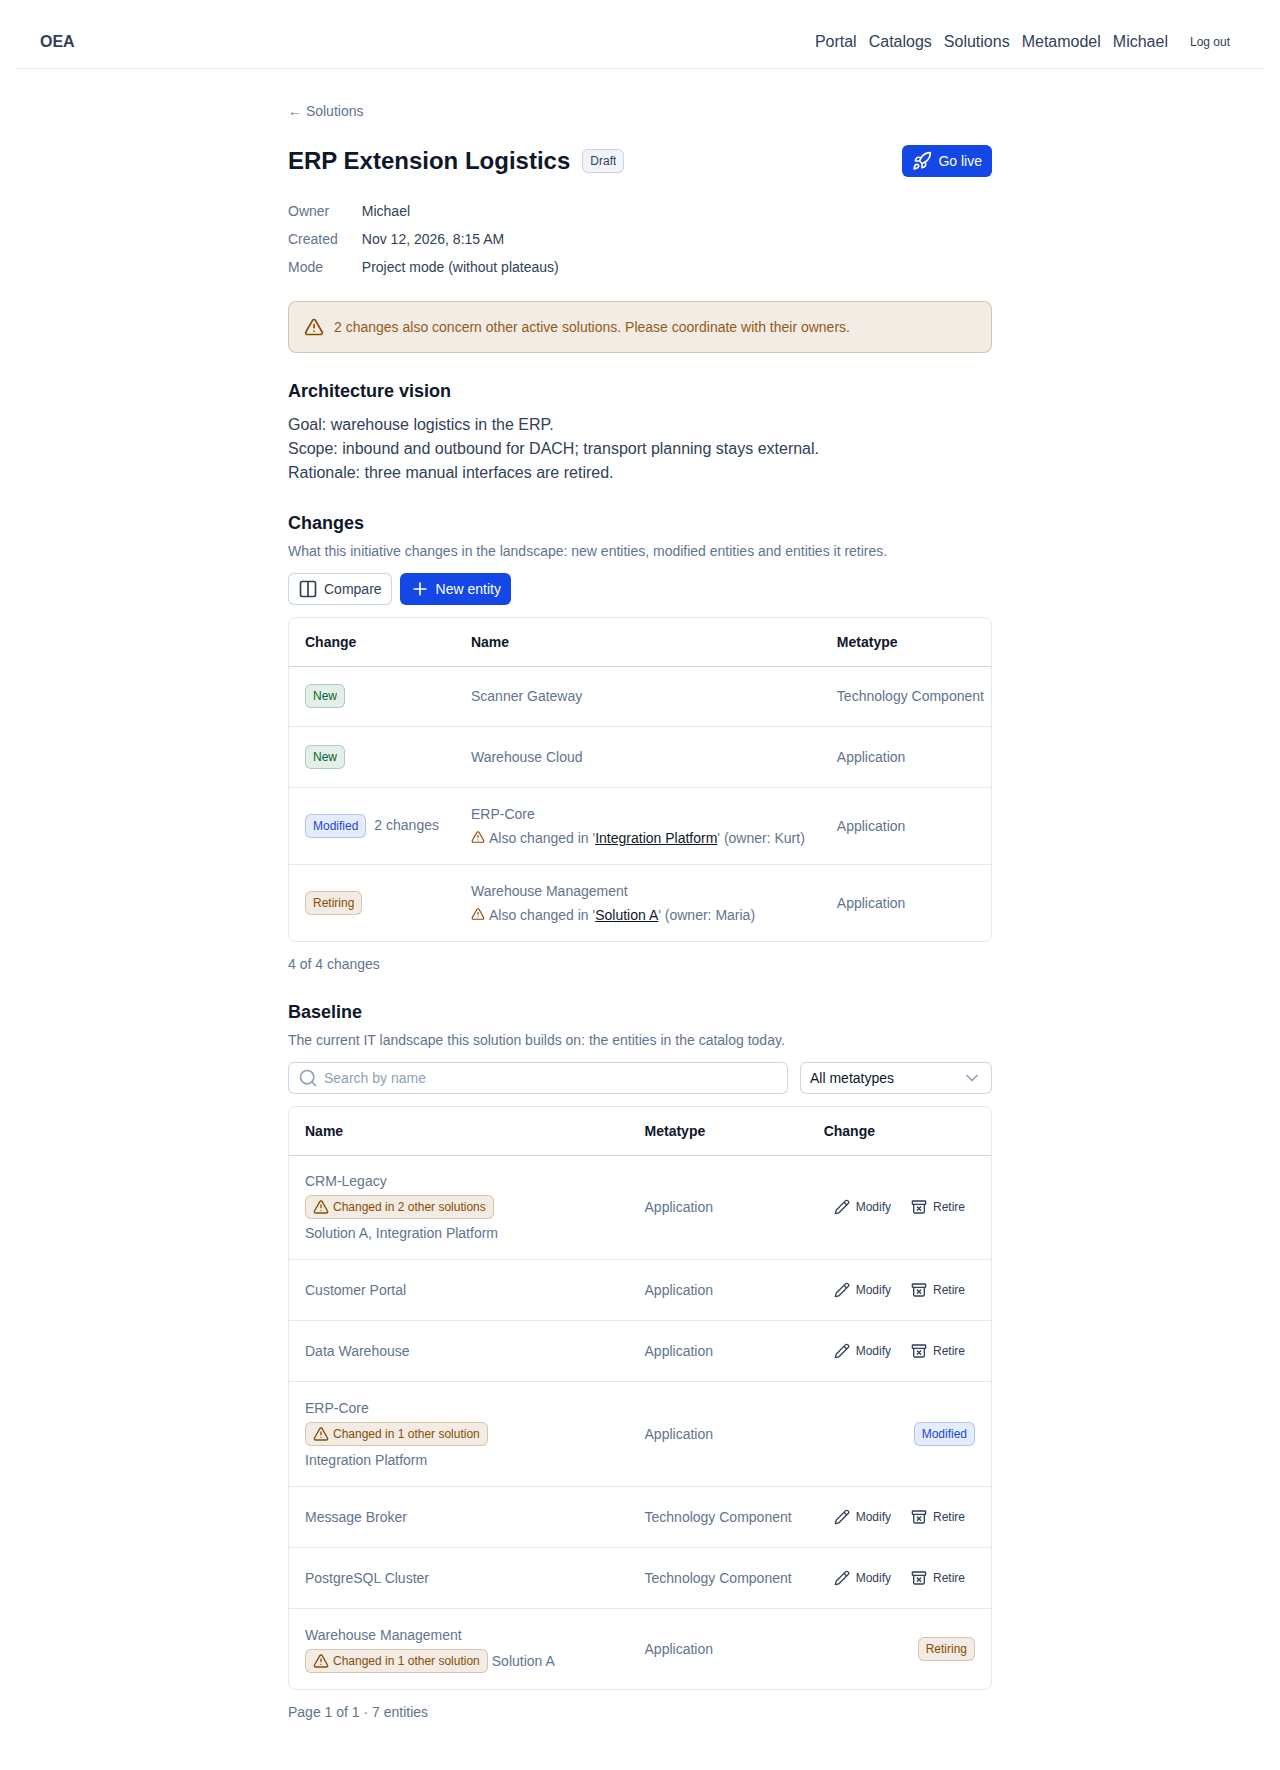 OEA
Portal Catalogs Solutions Metamodel Michael Log out
← Solutions
ERP Extension Logistics Draft Go live
Owner Michael
Created Nov 12, 2026, 8:15 AM
Mode Project mode (without plateaus)
2 changes also concern other active solutions. Please coordinate with their owners.
Architecture vision
Goal: warehouse logistics in the ERP.
Scope: inbound and outbound for DACH; transport planning stays external.
Rationale: three manual interfaces are retired.
Changes
What this initiative changes in the landscape: new entities, modified entities and entities it retires.
Compare New entity
Change Name Metatype
New Scanner Gateway Technology Component
New Warehouse Cloud Application
Modified 2 changes ERP-Core Application
Also changed in 'Integration Platform' (owner: Kurt)
Retiring Warehouse Management Application
Also changed in 'Solution A' (owner: Maria)
4 of 4 changes
Baseline
The current IT landscape this solution builds on: the entities in the catalog today.
Search by name All metatypes
Name Metatype Change
CRM-Legacy
Changed in 2 other solutions Application Modify Retire
Solution A, Integration Platform
Customer Portal Application Modify Retire
Data Warehouse Application Modify Retire
ERP-Core
Changed in 1 other solution Application Modified
Integration Platform
Message Broker Technology Component Modify Retire
PostgreSQL Cluster Technology Component Modify Retire
Warehouse Management Application Retiring
Changed in 1 other solution Solution A
Page 1 of 1 · 7 entities